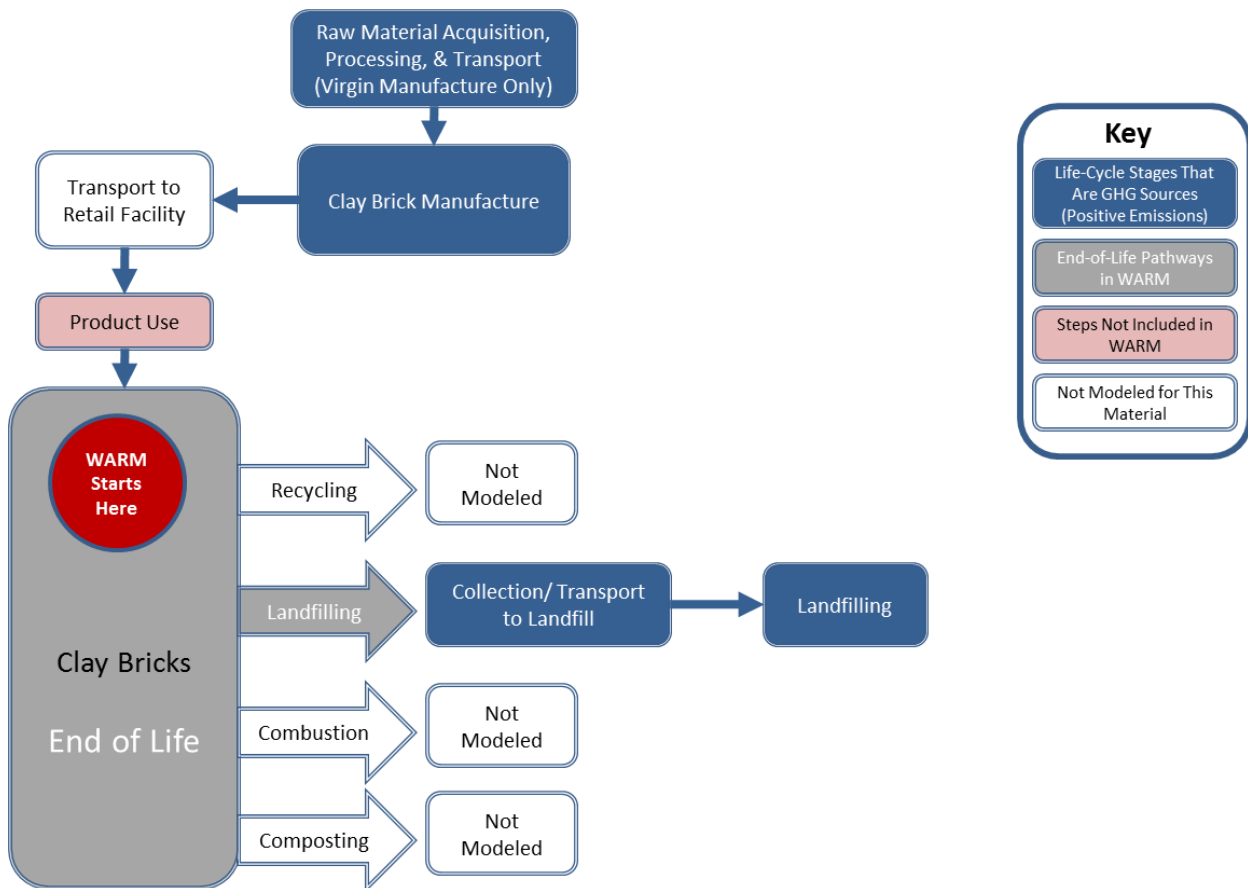 Raw Material Acquisition,
Processing, & Transport
(Virgin Manufacture Only)
Clay Brick Manufacture
Transport to
Retail Facility
Product Use
WARM
Starts
Here
Clay Bricks
End of Life
Recycling
Not
Modeled
Landfilling
Collection/ Transport
to Landfill
Landfilling
Combustion
Not
Modeled
Composting
Not
Modeled
Key
Life-Cycle Stages That
Are GHG Sources
(Positive Emissions)
End-of-Life Pathways
in WARM
Steps Not Included in
WARM
Not Modeled for This
Material